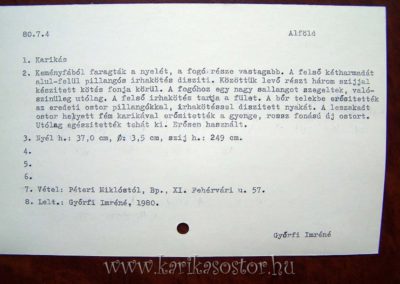 80.7.4 Alföld
1. Karikás
2. Keményfából faragták a nyelét, a fogó része vastagabb. A felső kétharmadát
alul-felül pillangós irhakötés díszíti. Közöttük levő részt három szíjjal
készített kötés fonja körül. A fogóhoz egy nagy sallangot szegeltek, való-
színüleg utólag. A felső irhakötés tartja a fület. A bőr telekbe erősítették
az eredeti ostor pillangókkal, irhakötéssel díszített nyakát. A leszakadt
ostor helyett fém karikával erősítették a gyenge, rossz fonású új ostort.
Utólag egészítették tehát ki. Erősen használt.
3. Nyél h.: 37,0 cm, Ø: 3,5 cm, szíj h.: 249 cm.
4.
5.
6.
7. Vétel: Péteri Miklóstól, Bp., XI. Fehérvári u. 57.
8. Lelt.: Győrfi Imréné, 1980.
Győrfi Imréné
www.karikasostor.hu